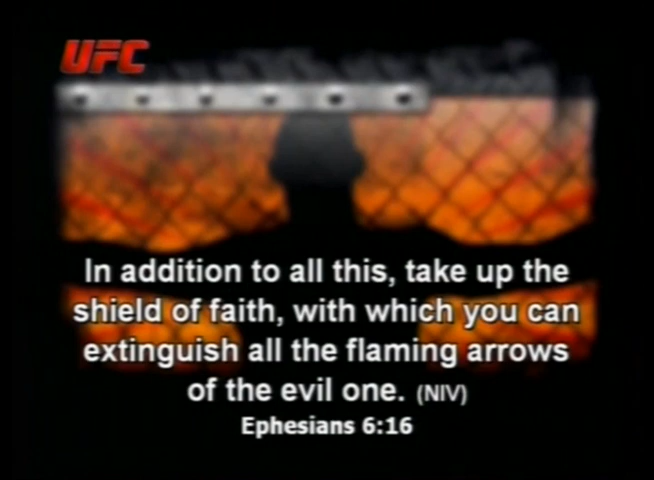 UFC
In addition to all this, take up the
shield of faith, with which you can
extinguish all the flaming arrows
of the evil one. (NIV)
Ephesians 6:16